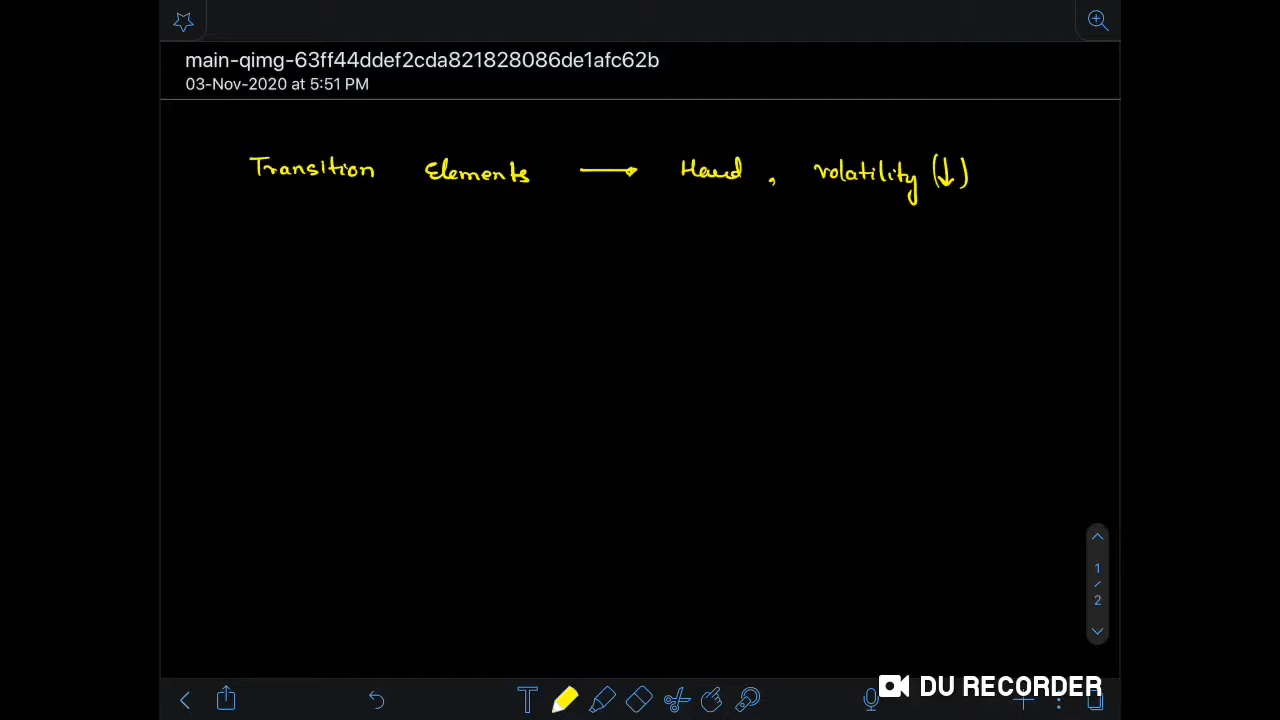 main-qimg-63ff44ddef2cda821828086de1afc62b
03-Nov-2020 at 5:51 PM
Transition Elements → Hard, volatility (↓)
1
/
2
T
DU RECORDER